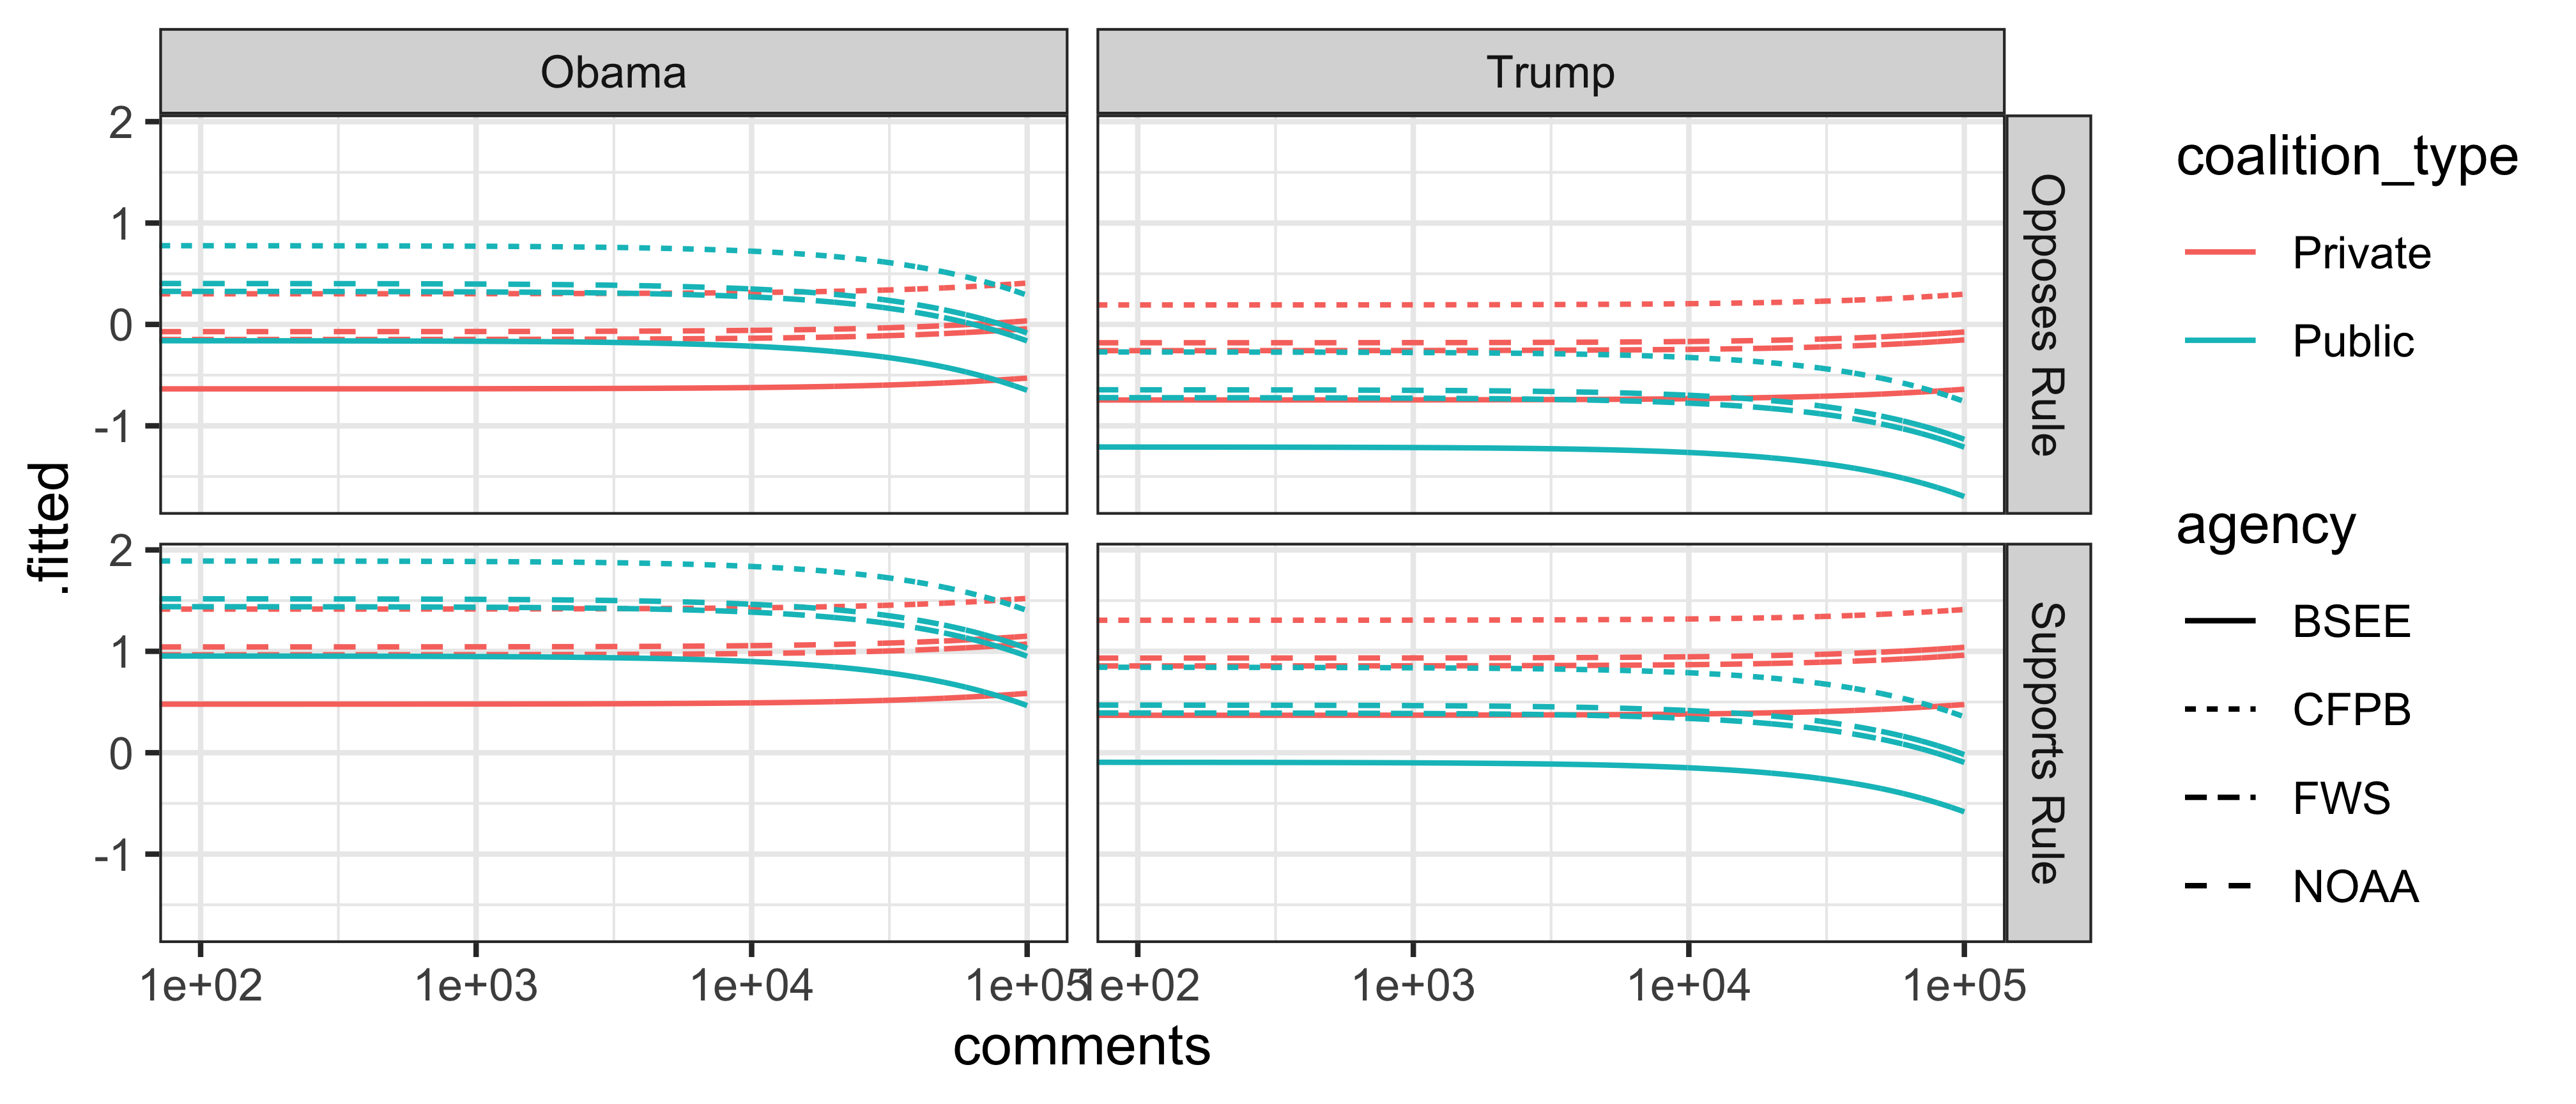 Obama
Trump
2
1
0
-1
Opposes Rule
2
1
0
-1
Supports Rule
.fitted
1e+02
1e+03
1e+04
1e+05
1e+02
1e+03
1e+04
1e+05
comments
coalition_type
Private
Public
agency
BSEE
CFPB
FWS
NOAA